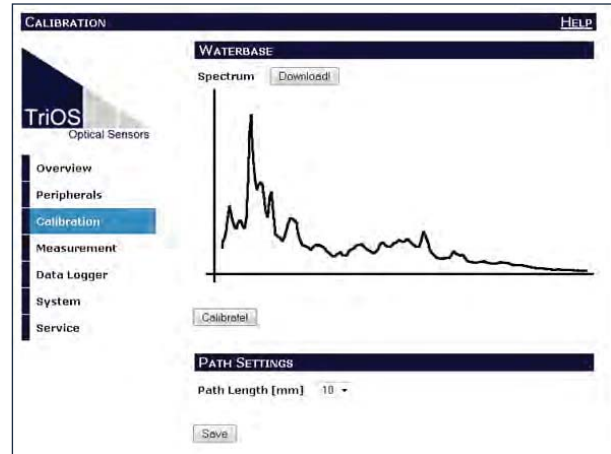 CALIBRATION HELP
TriOS
Optical Sensors
Overview
Peripherals
Calibration
Measurement
Data Logger
System
Service
WATERBASE
Spectrum Download!
Calibrate!
PATH SETTINGS
Path Length [mm] 10
Save